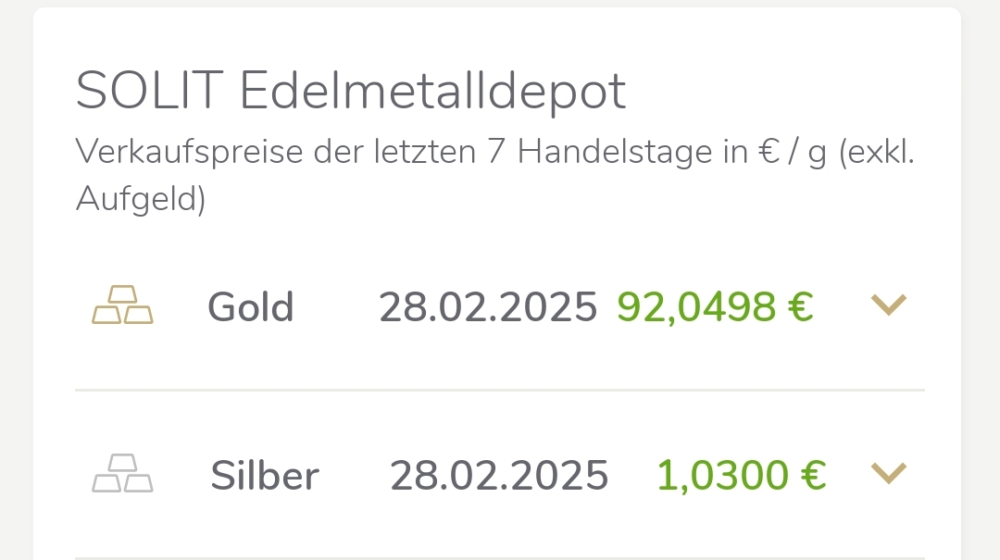 SOLIT Edelmetalldepot
Verkaufspreise der letzten 7 Handelstage in € / g (exkl.
Aufgeld)
Gold 28.02.2025 92,0498 €
Silber 28.02.2025 1,0300 €